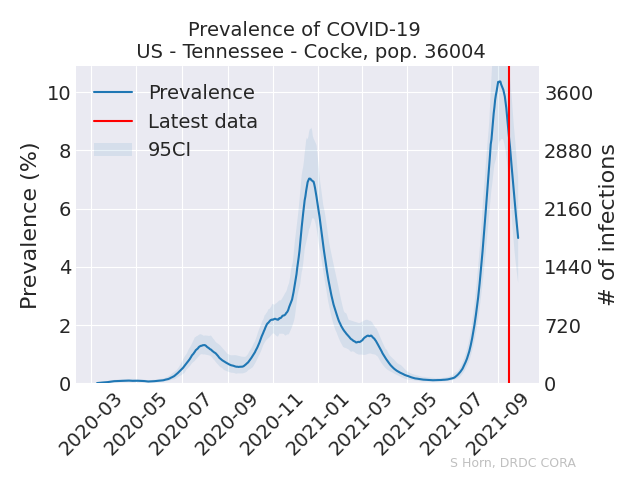 Prevalence of COVID-19
US - Tennessee - Cocke, pop. 36004
Prevalence
Latest data
95CI
Prevalence (%)
10
8
6
4
2
0
# of infections
3600
2880
2160
1440
720
0
2020-03
2020-05
2020-07
2020-09
2020-11
2021-01
2021-03
2021-05
2021-07
2021-09
S Horn, DRDC CORA